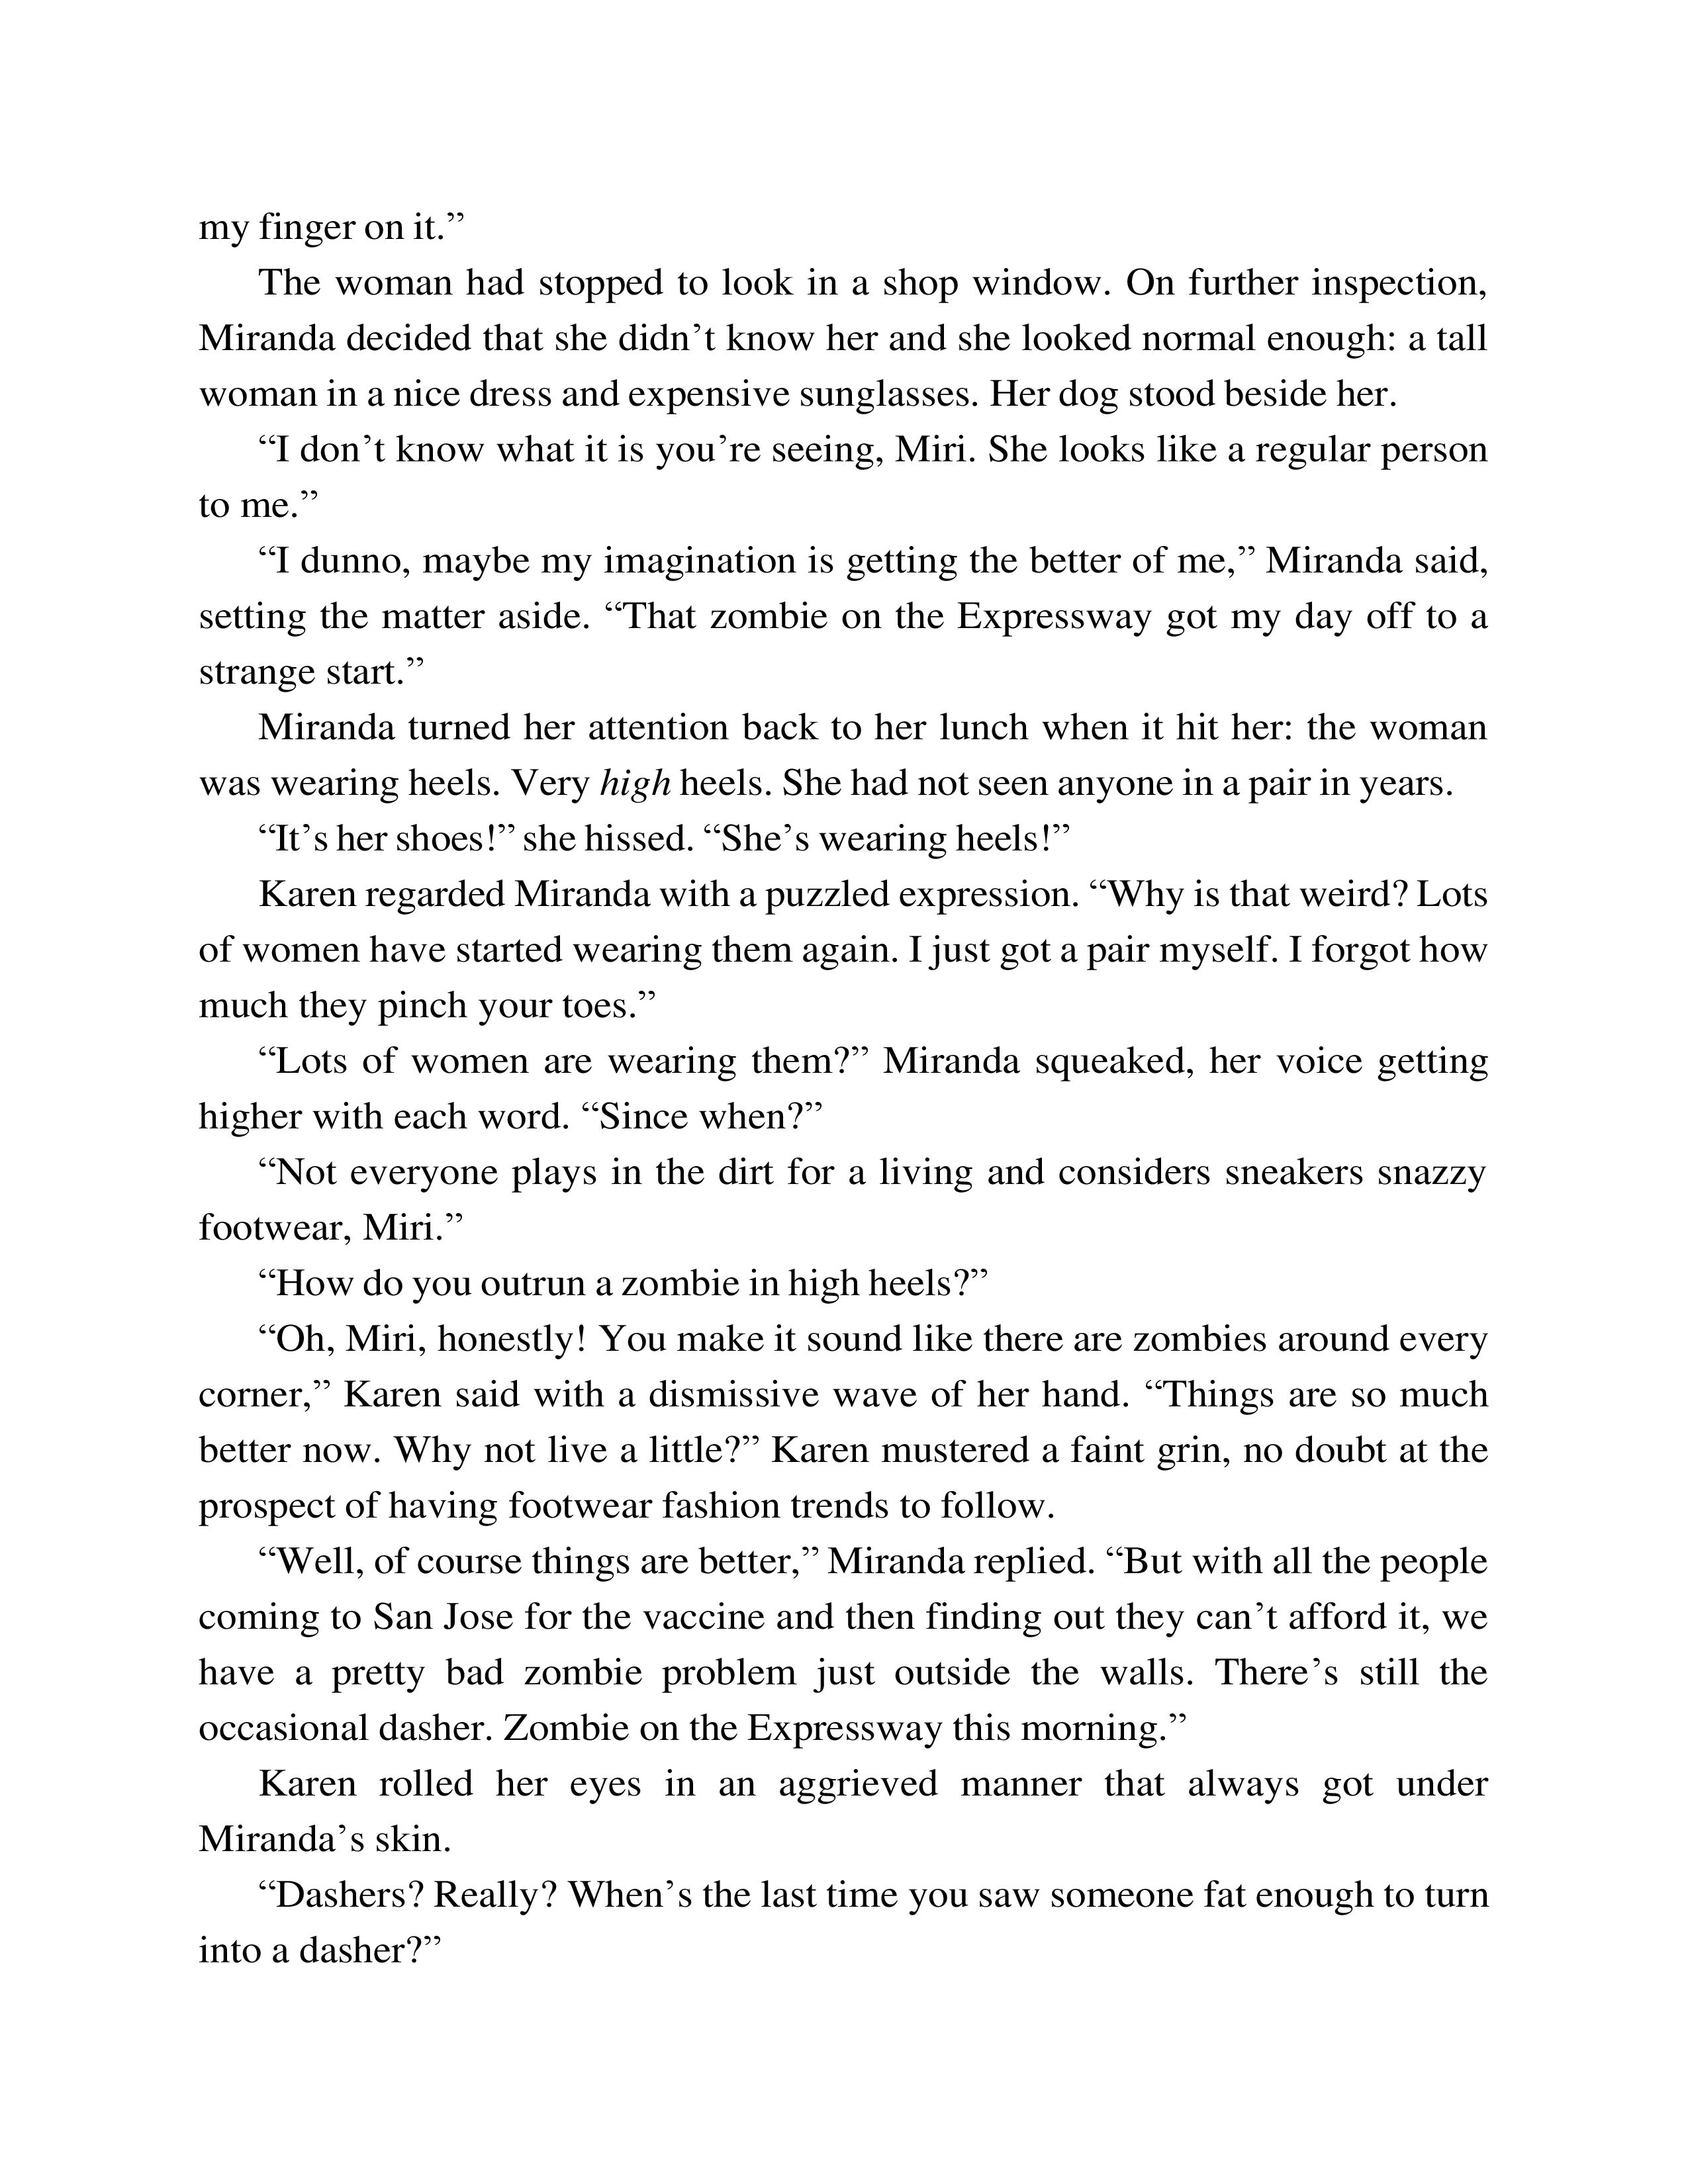 my finger on it.”
The woman had stopped to look in a shop window. On further inspection,
Miranda decided that she didn’t know her and she looked normal enough: a tall
woman in a nice dress and expensive sunglasses. Her dog stood beside her.
“I don’t know what it is you’re seeing, Miri. She looks like a regular person
to me.”
“I dunno, maybe my imagination is getting the better of me,” Miranda said,
setting the matter aside. “That zombie on the Expressway got my day off to a
strange start.”
Miranda turned her attention back to her lunch when it hit her: the woman
was wearing heels. Very high heels. She had not seen anyone in a pair in years.
“It’s her shoes!” she hissed. “She’s wearing heels!”
Karen regarded Miranda with a puzzled expression. “Why is that weird? Lots
of women have started wearing them again. I just got a pair myself. I forgot how
much they pinch your toes.”
“Lots of women are wearing them?” Miranda squeaked, her voice getting
higher with each word. “Since when?”
“Not everyone plays in the dirt for a living and considers sneakers snazzy
footwear, Miri.”
“How do you outrun a zombie in high heels?”
“Oh, Miri, honestly! You make it sound like there are zombies around every
corner,” Karen said with a dismissive wave of her hand. “Things are so much
better now. Why not live a little?” Karen mustered a faint grin, no doubt at the
prospect of having footwear fashion trends to follow.
“Well, of course things are better,” Miranda replied. “But with all the people
coming to San Jose for the vaccine and then finding out they can’t afford it, we
have a pretty bad zombie problem just outside the walls. There’s still the
occasional dasher. Zombie on the Expressway this morning.”
Karen rolled her eyes in an aggrieved manner that always got under
Miranda’s skin.
“Dashers? Really? When’s the last time you saw someone fat enough to turn
into a dasher?”